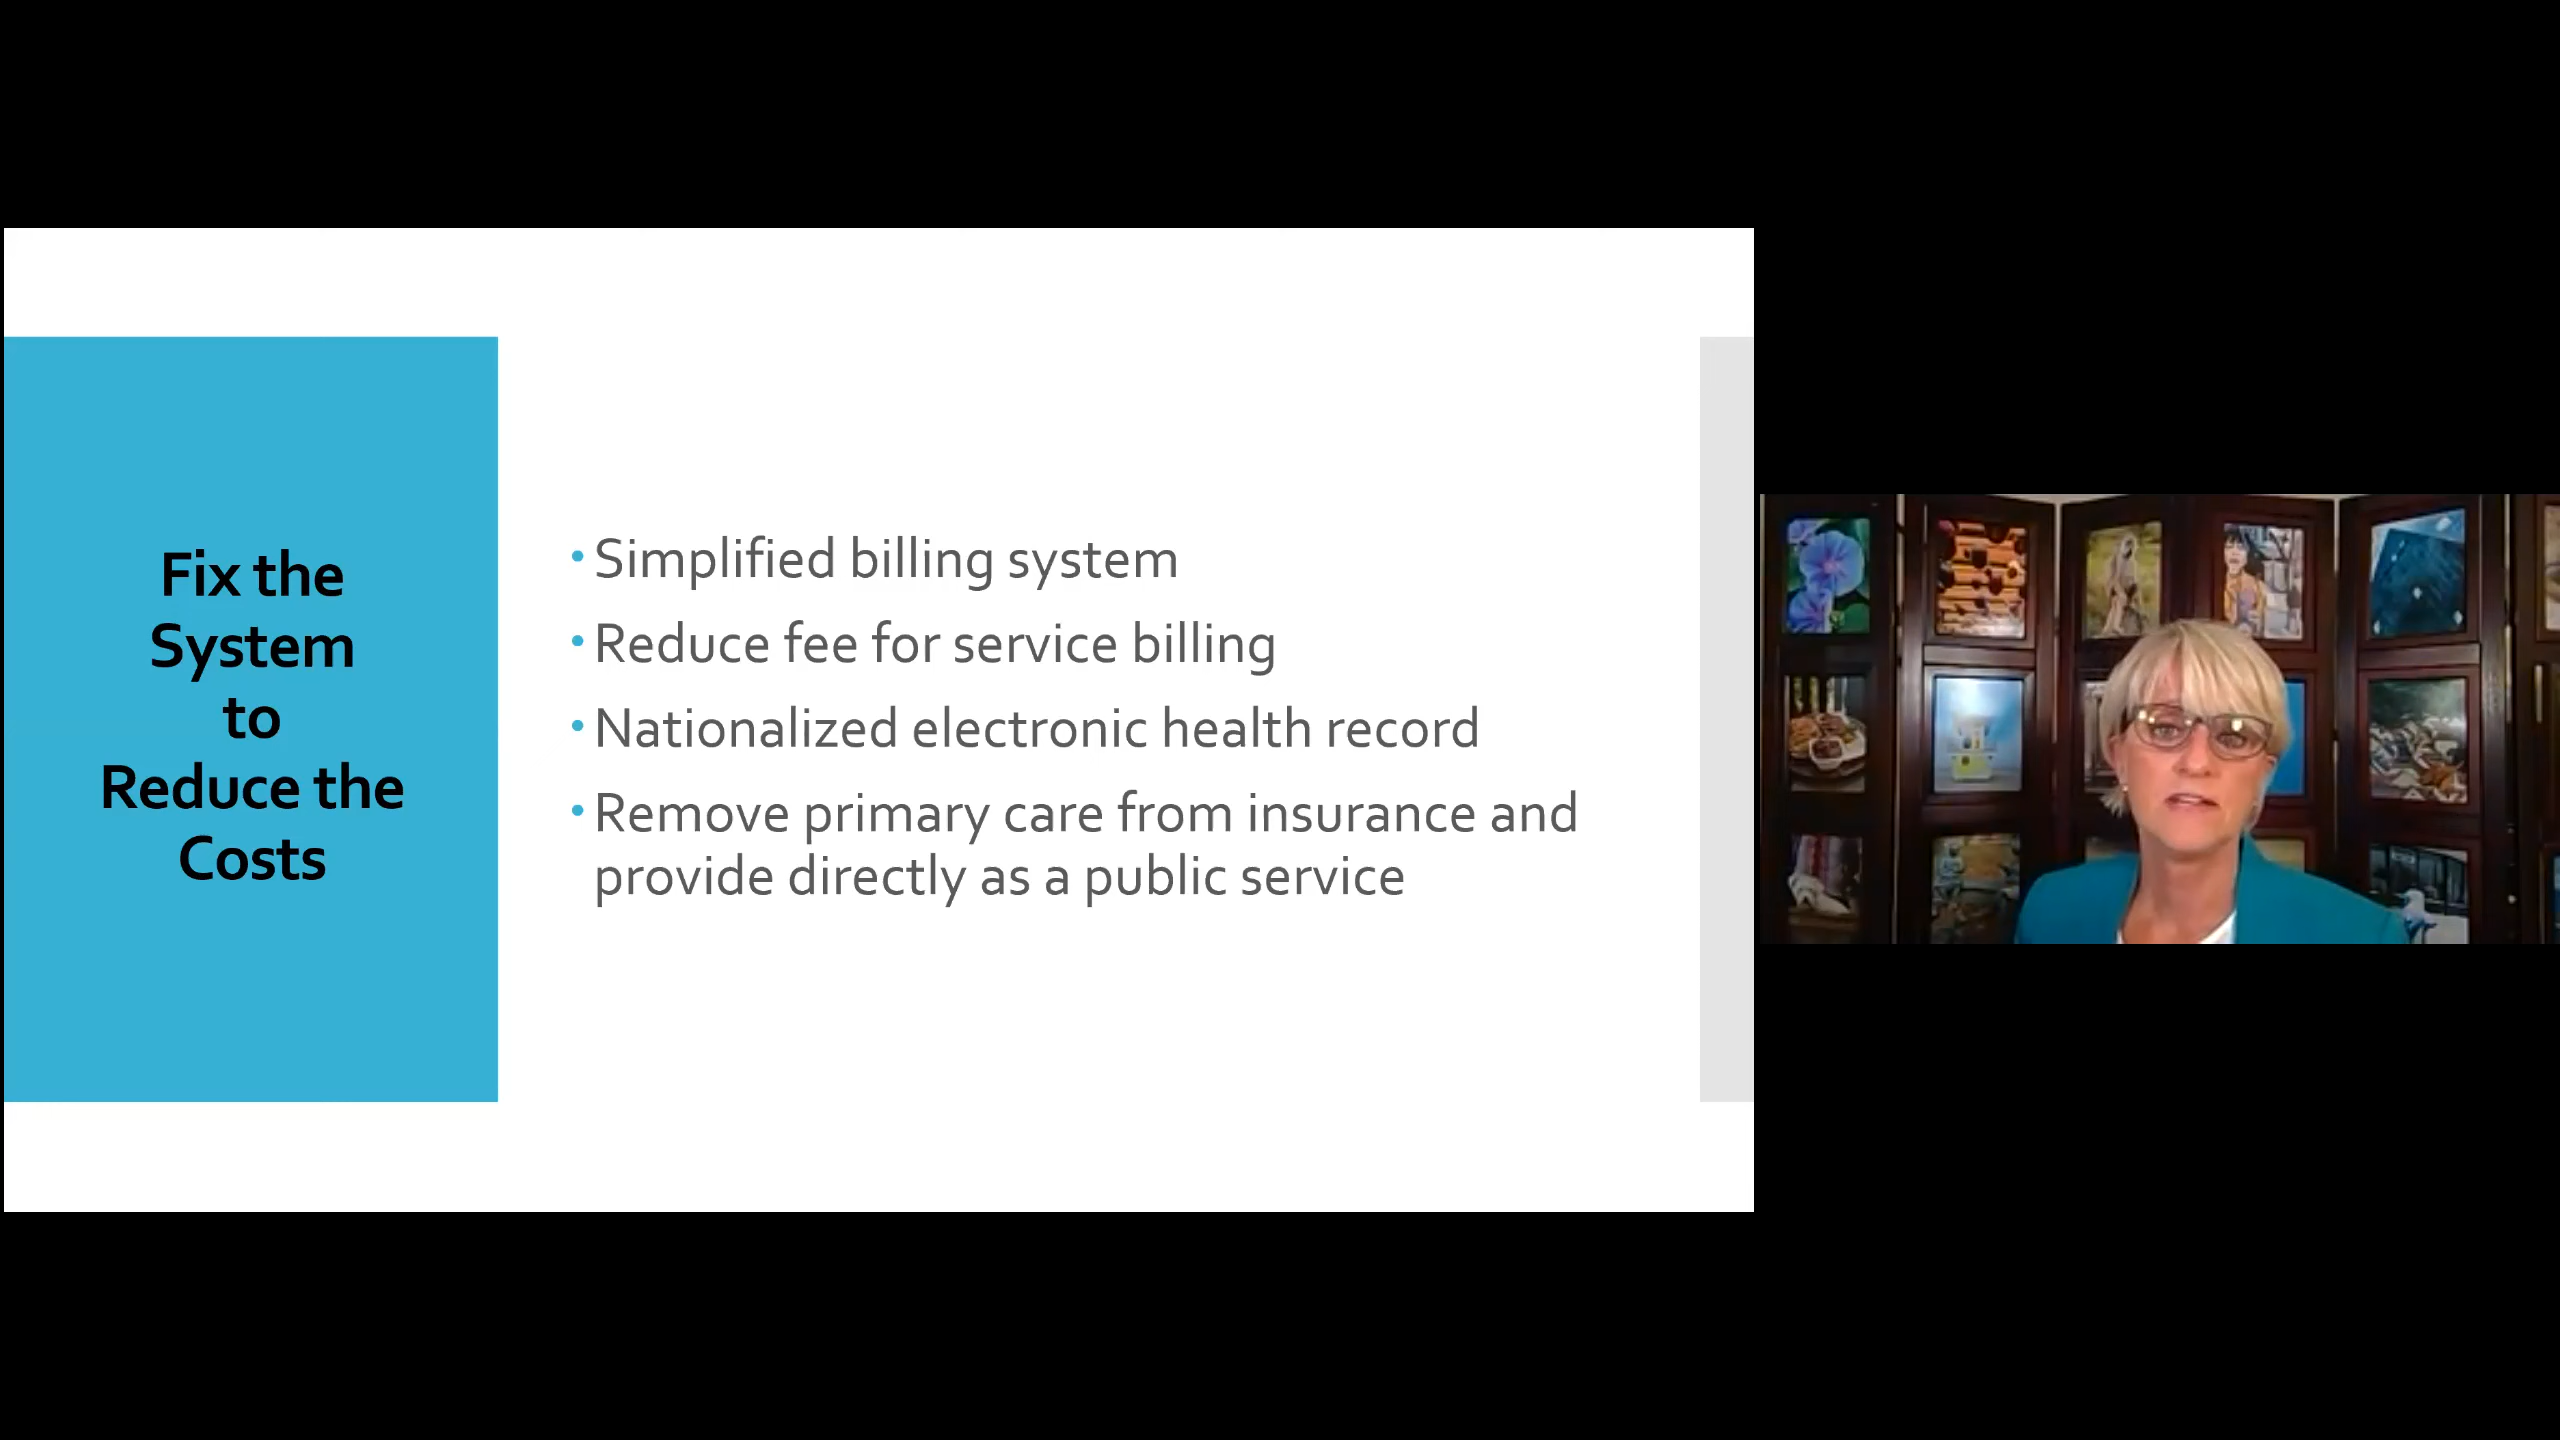 Fix the
System
to
Reduce the
Costs
• Simplified billing system
• Reduce fee for service billing
• Nationalized electronic health record
• Remove primary care from insurance and
provide directly as a public service